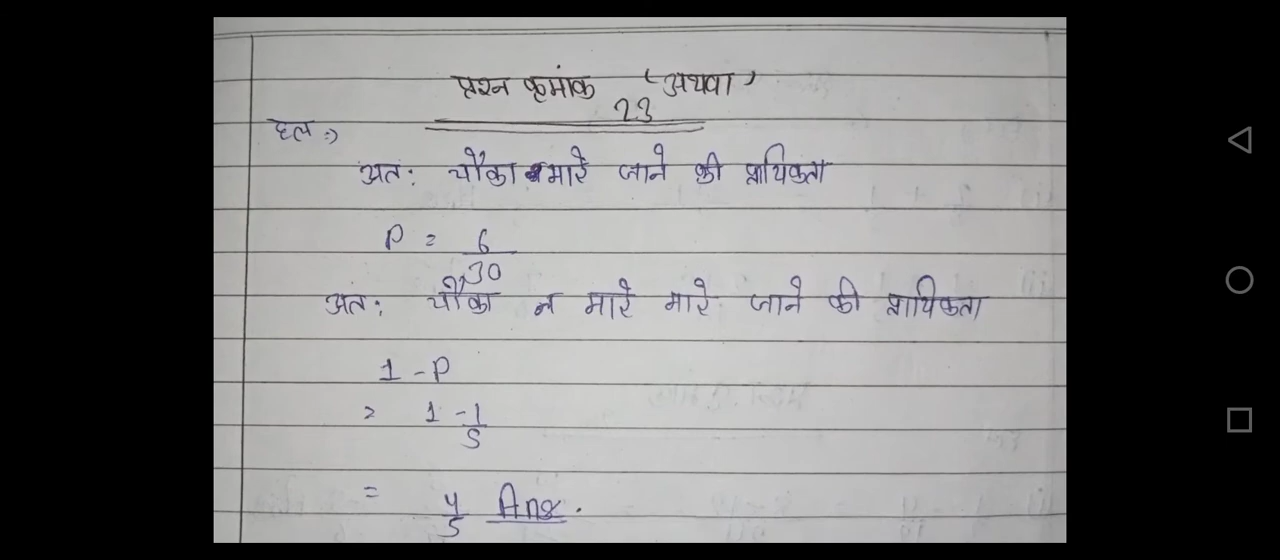 प्रश्न क्रमांक (अथवा)
23
हल :→
अतः चौका मारे जाने की प्रायिकता
P = 6/30
अतः चौका न मारे मारे जाने की प्रायिकता
1 - P
= 1 - 1/5
= 4/5 Ans.